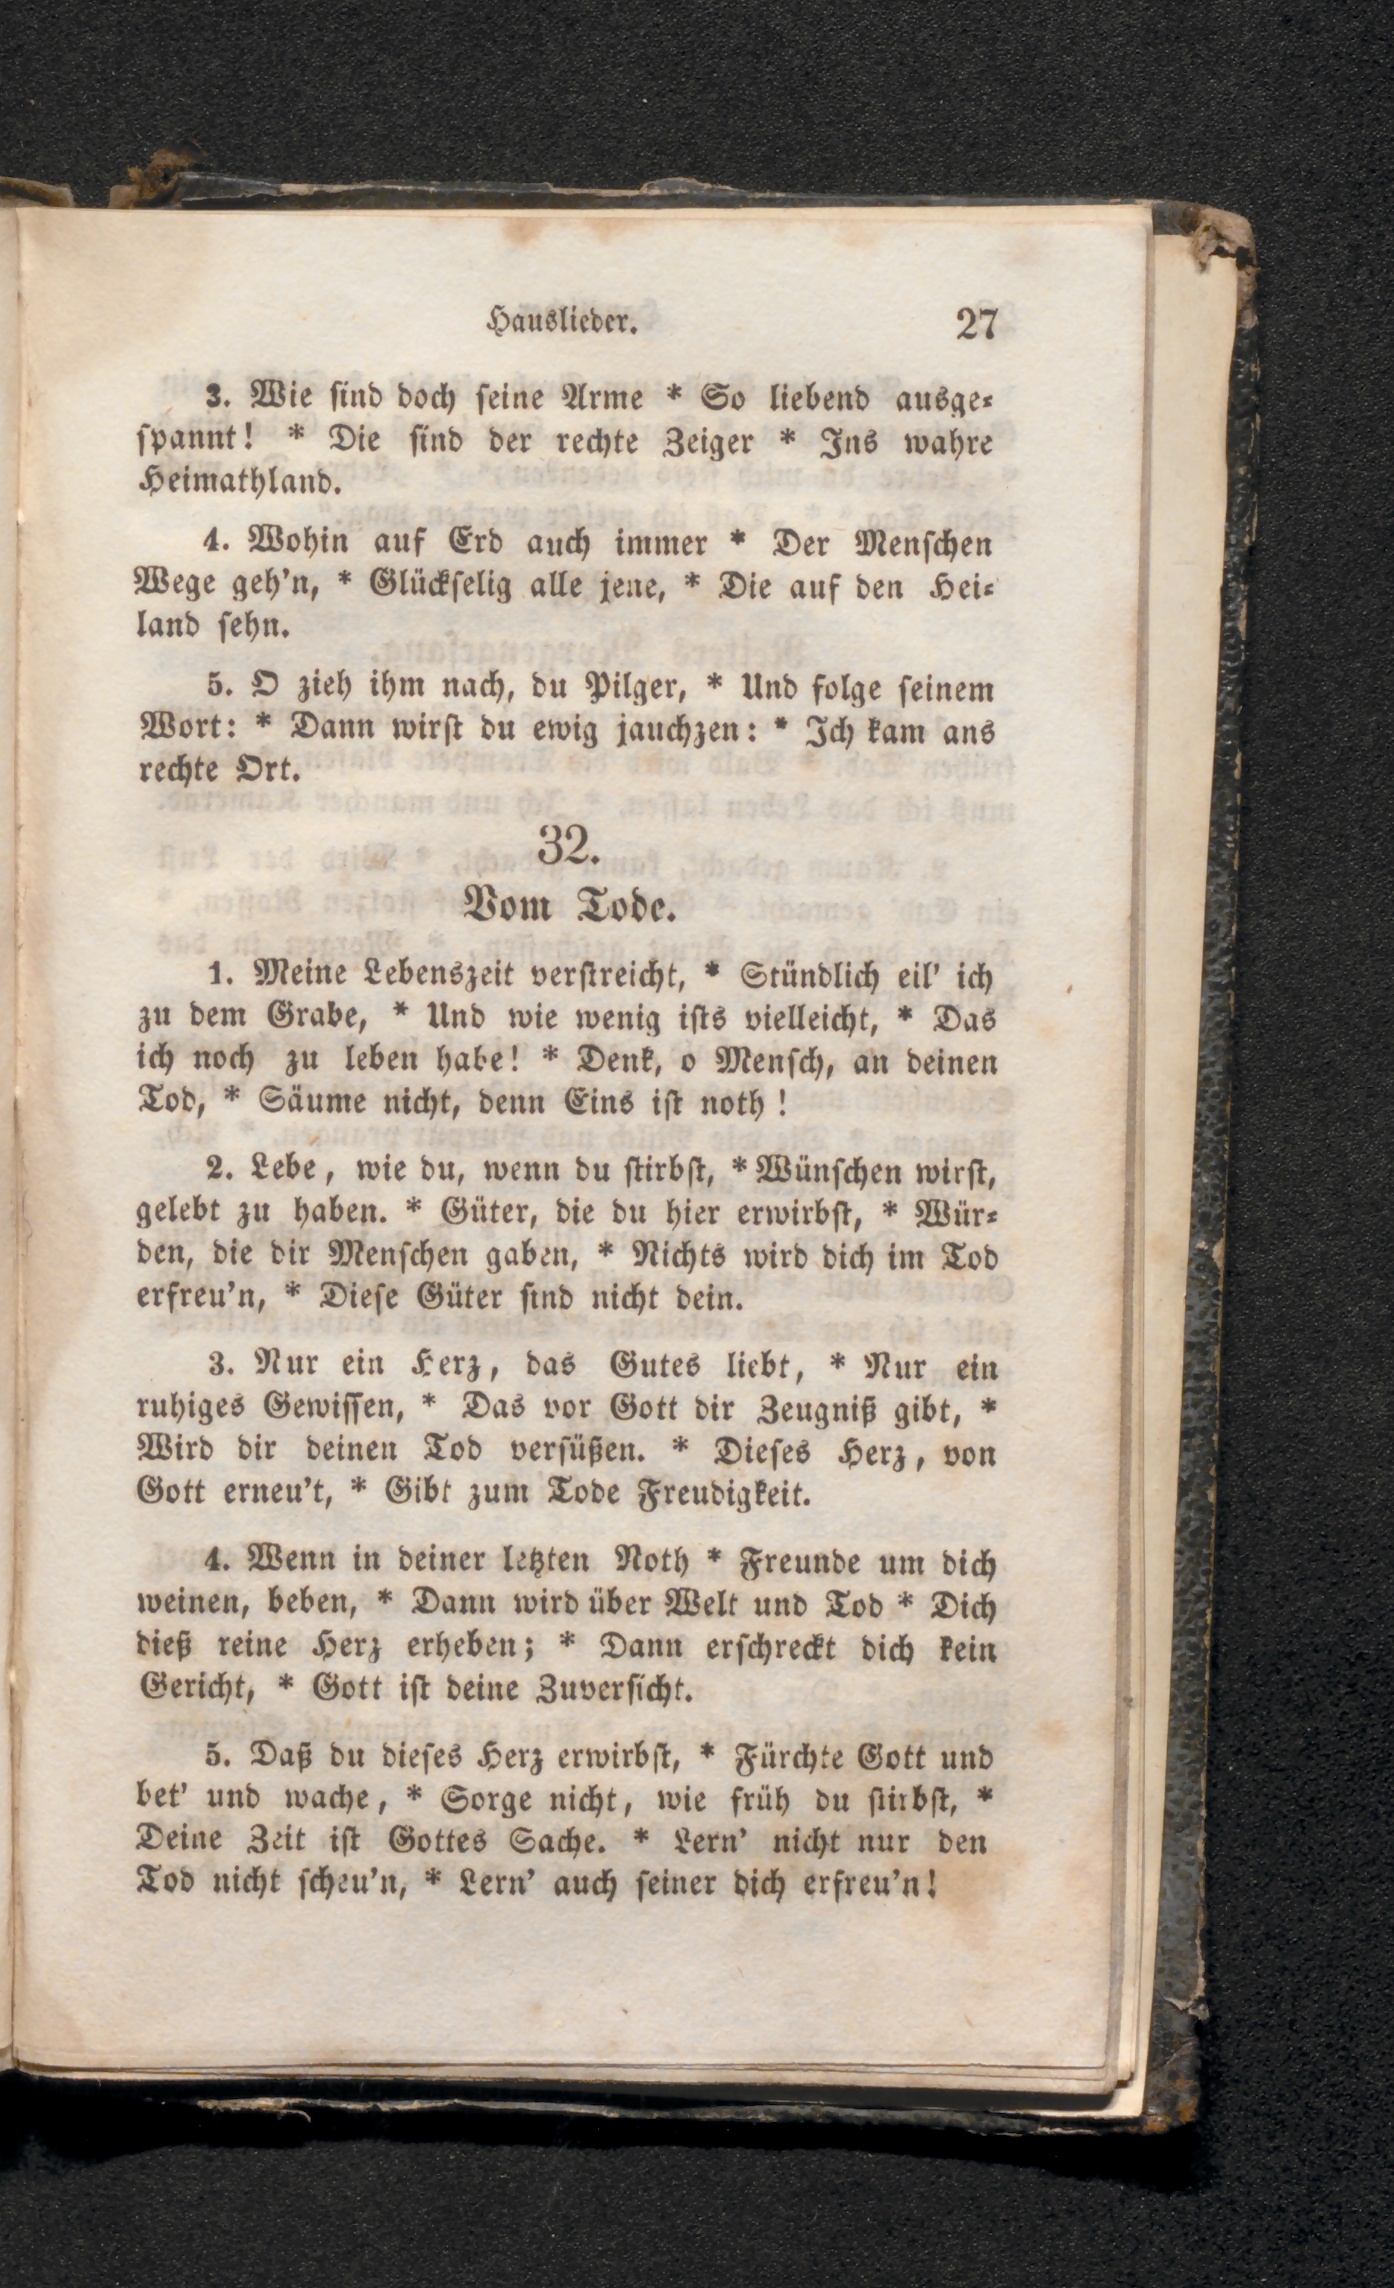 Hauslieder. 27
3. Wie ſind doch ſeine Arme * So liebend ausge⸗
ſpannt! * Die ſind der rechte Zeiger * Ins wahre
Heimathland.
4. Wohin auf Erd auch immer * Der Menſchen
Wege geh'n, * Glückſelig alle jene, * Die auf den Hei⸗
land ſehn.
5. O zieh ihm nach, du Pilger, * Und folge ſeinem
Wort: * Dann wirſt du ewig jauchzen: * Ich kam ans
rechte Ort.
32.
Vom Tode.
1. Meine Lebenszeit verſtreicht, * Stündlich eil' ich
zu dem Grabe, * Und wie wenig iſts vielleicht, * Das
ich noch zu leben habe! * Denk, o Menſch, an deinen
Tod, * Säume nicht, denn Eins iſt noth!
2. Lebe, wie du, wenn du ſtirbſt, * Wünſchen wirſt,
gelebt zu haben. * Güter, die du hier erwirbſt, * Wür⸗
den, die dir Menſchen gaben, * Nichts wird dich im Tod
erfreu'n, * Dieſe Güter ſind nicht dein.
3. Nur ein Herz, das Gutes liebt, * Nur ein
ruhiges Gewiſſen, * Das vor Gott dir Zeugniß gibt, *
Wird dir deinen Tod verſüßen. * Dieſes Herz, von
Gott erneu't, * Gibt zum Tode Freudigkeit.
4. Wenn in deiner letzten Noth * Freunde um dich
weinen, beben, * Dann wird über Welt und Tod * Dich
dieß reine Herz erheben; * Dann erſchreckt dich kein
Gericht, * Gott iſt deine Zuverſicht.
5. Daß du dieſes Herz erwirbſt, * Fürchte Gott und
bet' und wache, * Sorge nicht, wie früh du ſtirbſt, *
Deine Zeit iſt Gottes Sache. * Lern' nicht nur den
Tod nicht ſcheu'n, * Lern' auch ſeiner dich erfreu'n!